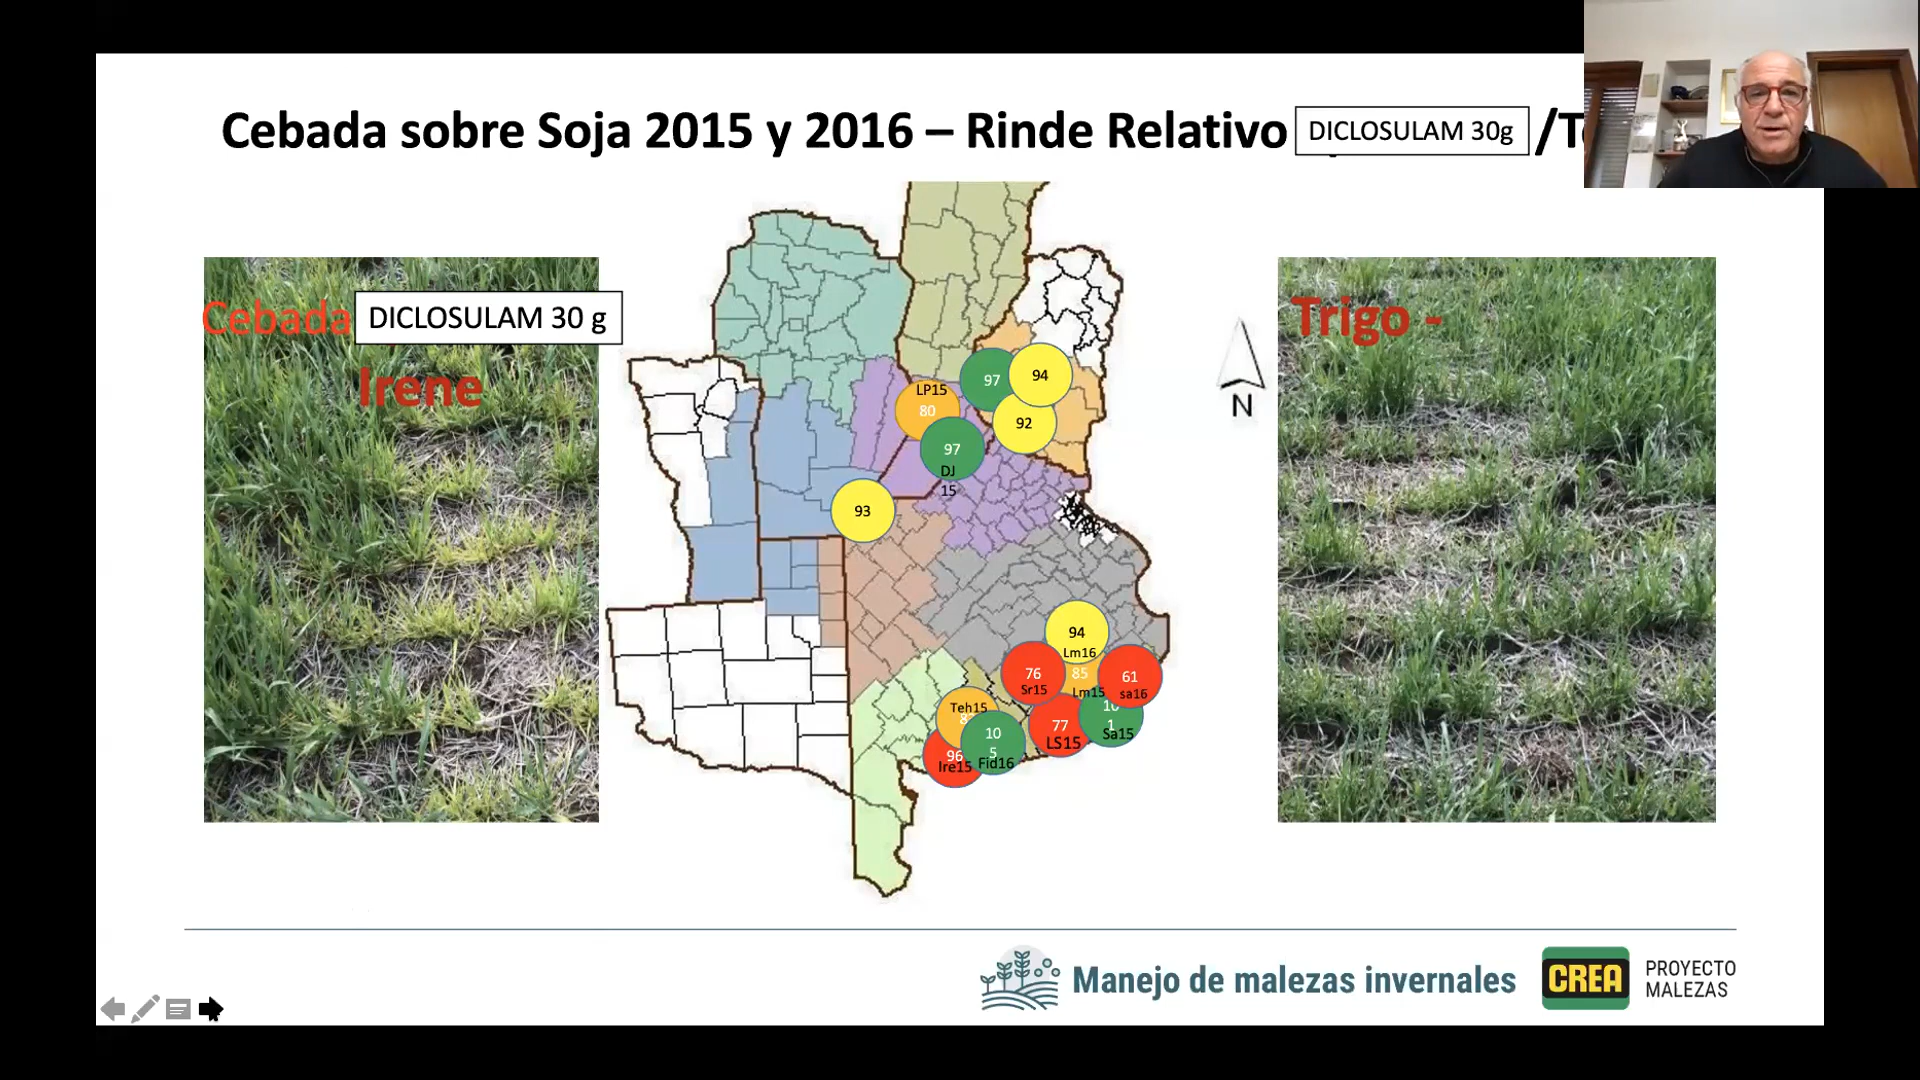 Cebada sobre Soja 2015 y 2016 – Rinde Relativo DICLOSULAM 30g /T
Cebada DICLOSULAM 30 g
Irene
Trigo -
N
97
94
LP15
80
92
97
DJ
15
93
94
Lm16
76
Sr15
85
Lm15
61
sa16
Teh15
10
1
Sa15
77
LS15
10
5
Fid16
96
Ire15
Manejo de malezas invernales
CREA
PROYECTO
MALEZAS